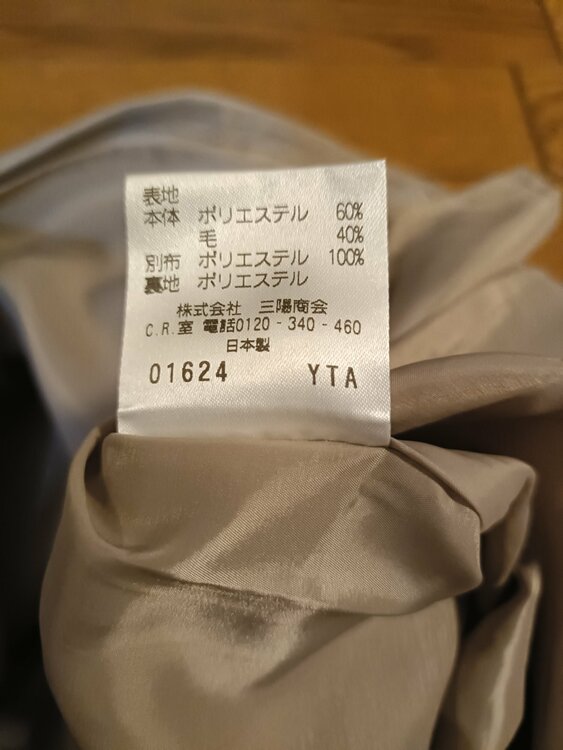 表地
本体 ポリエステル 60%
毛 40%
別布 ポリエステル 100%
裏地 ポリエステル
株式会社 三陽商会
C.R.室 電話0120-340-460
日本製
01624 YTA